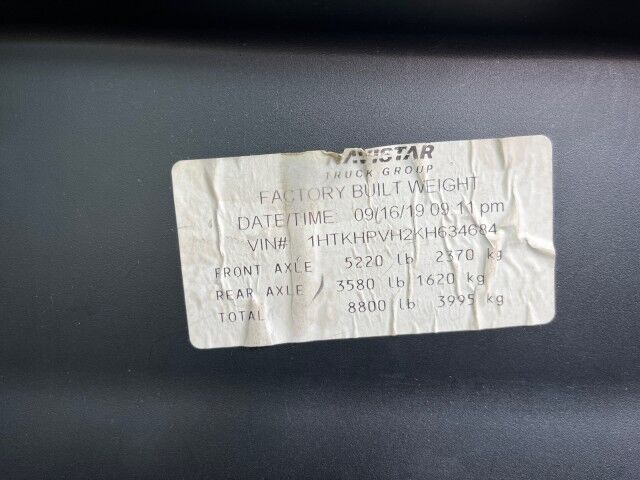 NAVISTAR
TRUCK GROUP
FACTORY BUILT WEIGHT
DATE/TIME: 09/16/19 09:11 pm
VIN# 1HTKHPVH2KH634684
FRONT AXLE 5220 lb 2370 kg
REAR AXLE 3580 lb 1620 kg
TOTAL 8800 lb 3995 kg